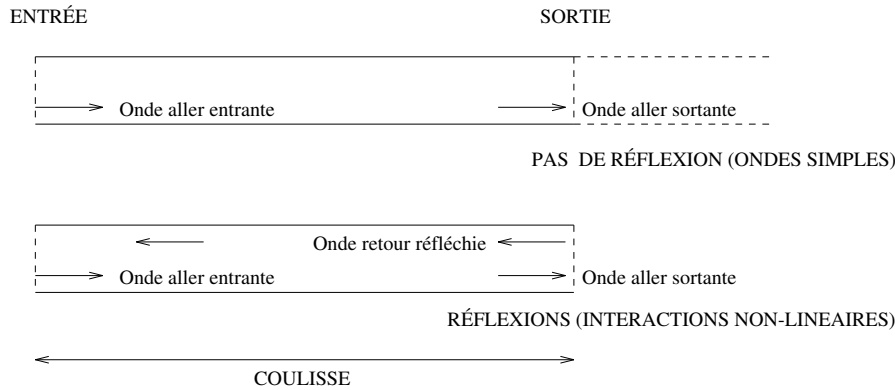 ENTRÉE SORTIE
Onde aller entrante Onde aller sortante
PAS DE RÉFLEXION (ONDES SIMPLES)
Onde retour réfléchie
Onde aller entrante Onde aller sortante
RÉFLEXIONS (INTERACTIONS NON-LINEAIRES)
COULISSE